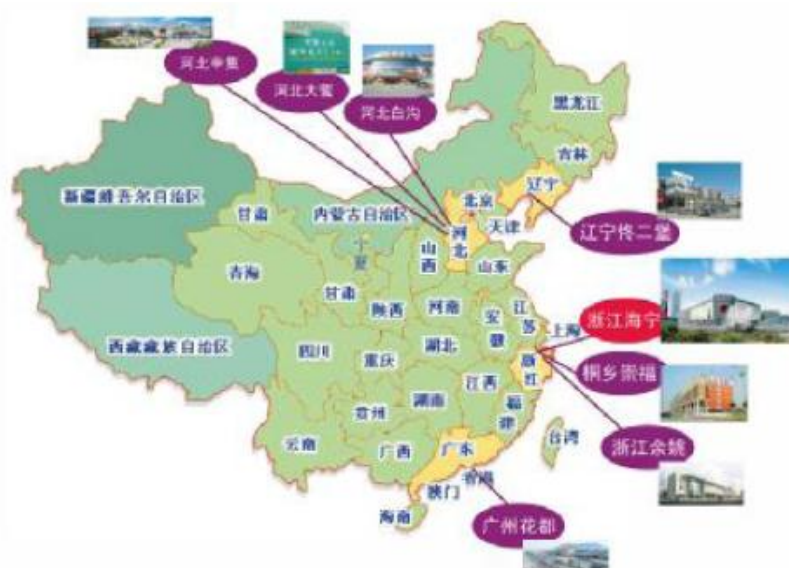 河北辛集
河北大营
河北白沟
黑龙江
吉林
辽宁
北京
天津
新疆维吾尔自治区
甘肃
内蒙古自治区
宁夏
河北
山西
山东
辽宁佟二堡
青海
甘肃
陕西
河南
安徽
江苏
上海
浙江海宁
西藏藏族自治区
四川
重庆
湖北
浙江
桐乡崇福
江西
湖南
贵州
福建
浙江余姚
云南
广西
广东
台湾
香港
澳门
海南
广州花都